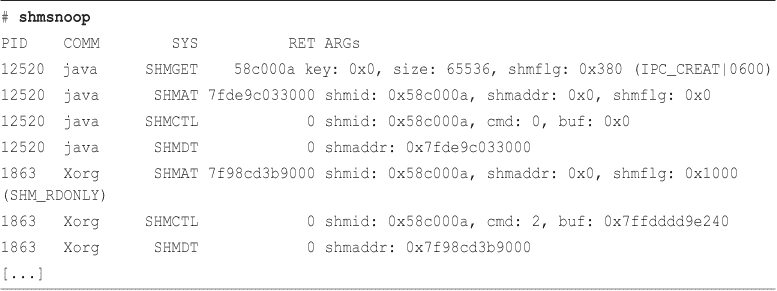 # shmsnoop
PID    COMM         SYS          RET ARGs
12520  java      SHMGET      58c000a key: 0x0, size: 65536, shmflg: 0x380 (IPC_CREAT|0600)
12520  java       SHMAT 7fde9c033000 shmid: 0x58c000a, shmaddr: 0x0, shmflg: 0x0
12520  java      SHMCTL            0 shmid: 0x58c000a, cmd: 0, buf: 0x0
12520  java       SHMDT            0 shmaddr: 0x7fde9c033000
1863   Xorg       SHMAT 7f98cd3b9000 shmid: 0x58c000a, shmaddr: 0x0, shmflg: 0x1000
(SHM_RDONLY)
1863   Xorg      SHMCTL            0 shmid: 0x58c000a, cmd: 2, buf: 0x7ffdddd9e240
1863   Xorg       SHMDT            0 shmaddr: 0x7f98cd3b9000
[...]